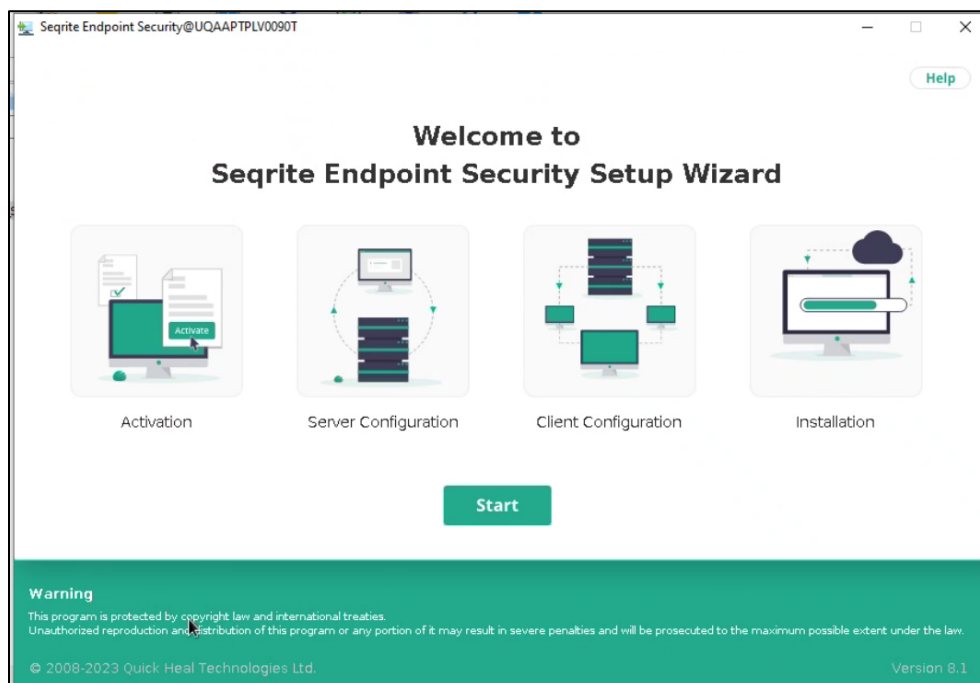 Seqrite Endpoint Security@UQAAPTPLV0090T
Help
Welcome to
Seqrite Endpoint Security Setup Wizard
Activate
Activation
Server Configuration
Client Configuration
Installation
Start
Warning
This program is protected by copyright law and international treaties.
Unauthorized reproduction and distribution of this program or any portion of it may result in severe penalties and will be prosecuted to the maximum possible extent under the law.
© 2008-2023 Quick Heal Technologies Ltd.
Version 8.1